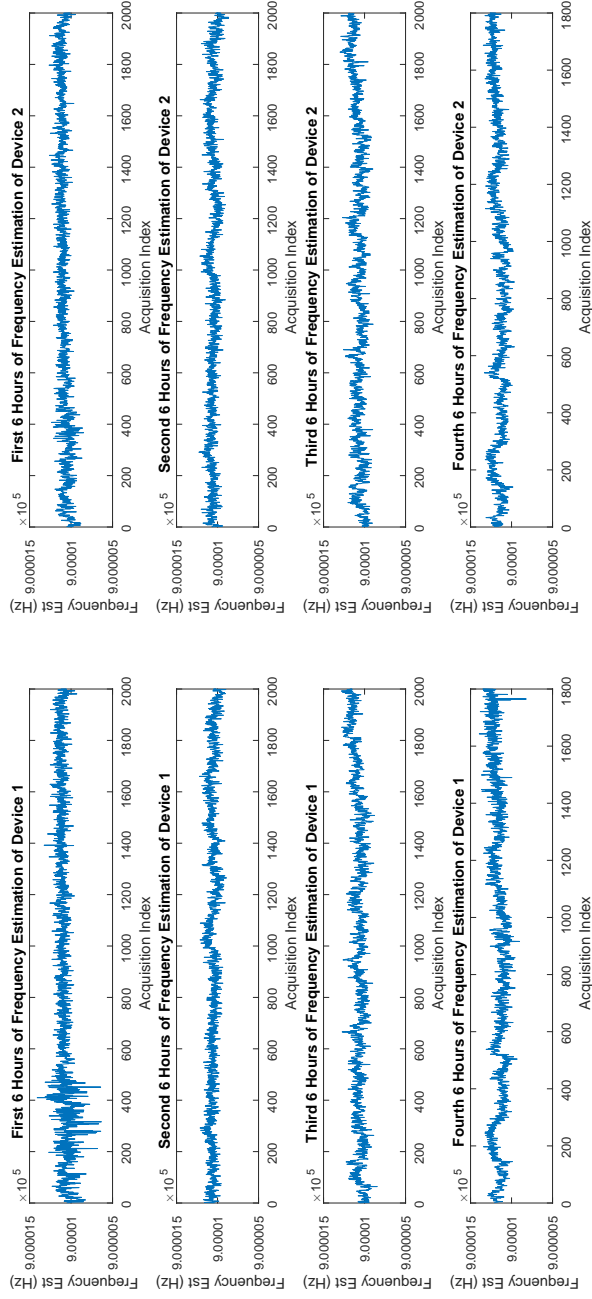 First 6 Hours of Frequency Estimation of Device 1
×10 5
9.000015
9.00001
9.000005
Frequency Est (Hz)
0 200 400 600 800 1000 1200 1400 1600 1800 2000
Acquisition Index
First 6 Hours of Frequency Estimation of Device 2
×10 5
9.000015
9.00001
9.000005
Frequency Est (Hz)
0 200 400 600 800 1000 1200 1400 1600 1800 2000
Acquisition Index
Second 6 Hours of Frequency Estimation of Device 1
×10 5
9.000015
9.00001
9.000005
Frequency Est (Hz)
0 200 400 600 800 1000 1200 1400 1600 1800 2000
Acquisition Index
Second 6 Hours of Frequency Estimation of Device 2
×10 5
9.000015
9.00001
9.000005
Frequency Est (Hz)
0 200 400 600 800 1000 1200 1400 1600 1800 2000
Acquisition Index
Third 6 Hours of Frequency Estimation of Device 1
×10 5
9.000015
9.00001
9.000005
Frequency Est (Hz)
0 200 400 600 800 1000 1200 1400 1600 1800 2000
Acquisition Index
Third 6 Hours of Frequency Estimation of Device 2
×10 5
9.000015
9.00001
9.000005
Frequency Est (Hz)
0 200 400 600 800 1000 1200 1400 1600 1800 2000
Acquisition Index
Fourth 6 Hours of Frequency Estimation of Device 1
×10 5
9.000015
9.00001
9.000005
Frequency Est (Hz)
0 200 400 600 800 1000 1200 1400 1600 1800
Acquisition Index
Fourth 6 Hours of Frequency Estimation of Device 2
×10 5
9.000015
9.00001
9.000005
Frequency Est (Hz)
0 200 400 600 800 1000 1200 1400 1600 1800
Acquisition Index